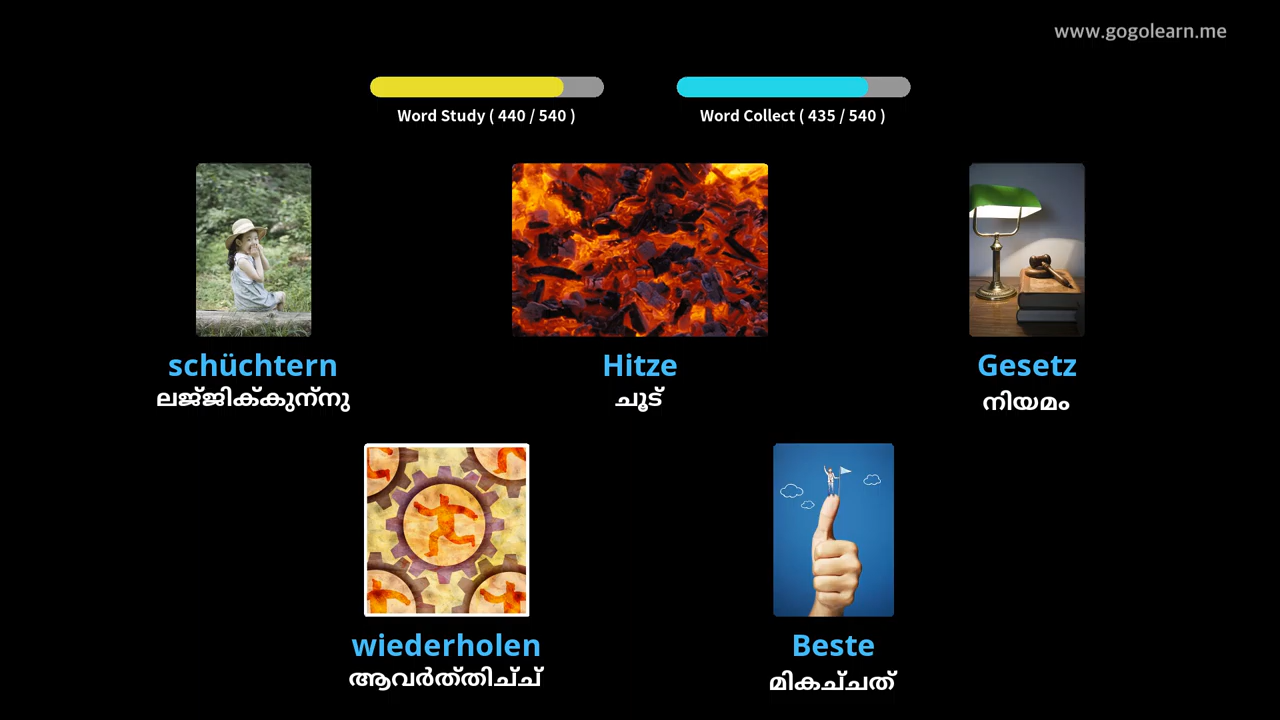 www.gogolearn.me
Word Study ( 440 / 540 )
Word Collect ( 435 / 540 )
schüchtern
ലജ്ജിക്കുന്നു
Hitze
ചൂട്
Gesetz
നിയമം
wiederholen
ആവർത്തിച്ച്
Beste
മികച്ചത്